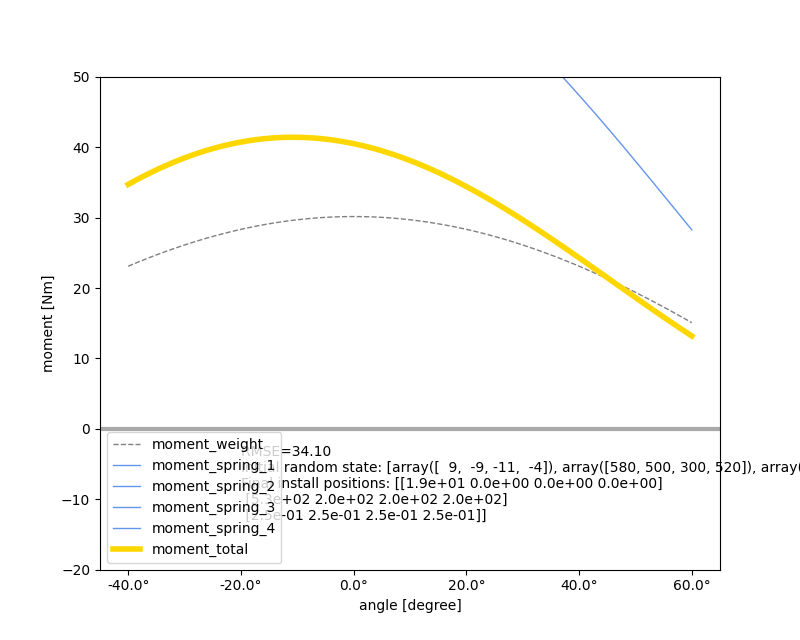 50
40
30
20
10
0
−10
−20
moment [Nm]
moment_weight
moment_spring_1
moment_spring_2
moment_spring_3
moment_spring_4
moment_total
RMSE=34.10
random state: [array([ 9, -9, -11, -4]), array([580, 500, 300, 520]), array(
install positions: [[1.9e+01 0.0e+00 0.0e+00 0.0e+00]
e+02 2.0e+02 2.0e+02 2.0e+02]
e-01 2.5e-01 2.5e-01 2.5e-01]]
-40.0°
-20.0°
0.0°
20.0°
40.0°
60.0°
angle [degree]